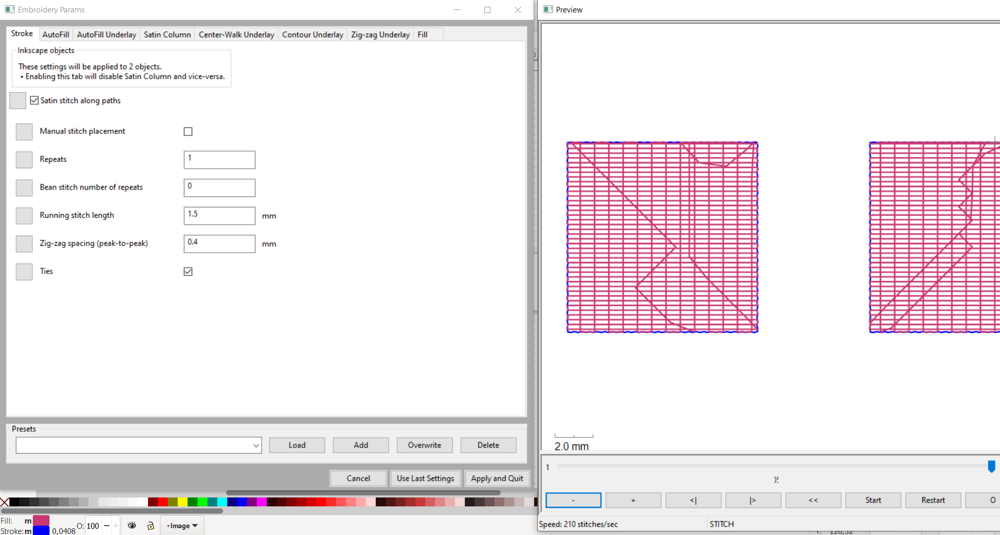 Embroidery Params
Stroke AutoFill AutoFill Underlay Satin Column Center-Walk Underlay Contour Underlay Zig-zag Underlay Fill
Inkscape objects
These settings will be applied to 2 objects.
• Enabling this tab will disable Satin Column and vice-versa.
Satin stitch along paths
Manual stitch placement
Repeats 1
Bean stitch number of repeats 0
Running stitch length 1.5 mm
Zig-zag spacing (peak-to-peak) 0.4 mm
Ties
Presets
Load Add Overwrite Delete
Cancel Use Last Settings Apply and Quit
Fill: m
Stroke: m 0,0408
O: 100
•Image
Preview
2.0 mm
1
- + <| |> << Start Restart O
Speed: 210 stitches/sec STITCH